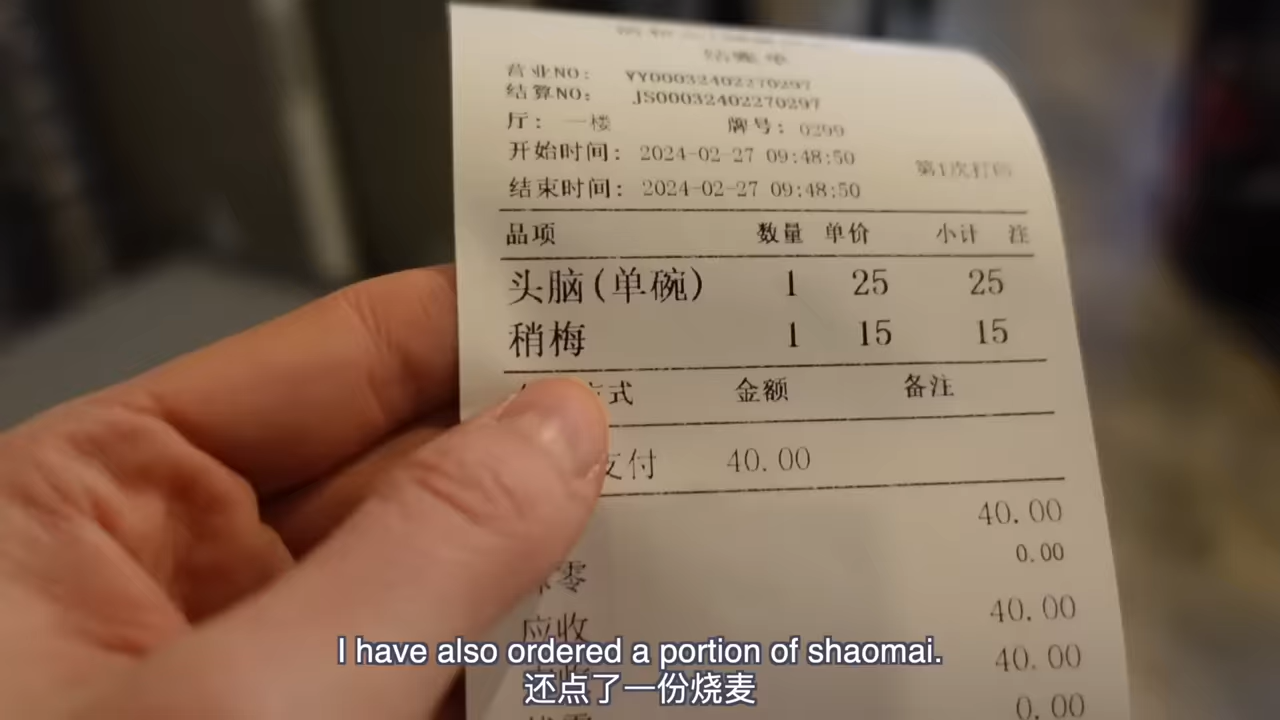 结账单
营业NO： YY00032402270297
结算NO： JS00032402270297
厅： 一楼 牌号：0299
开始时间： 2024-02-27 09:48:50 第1次打印
结束时间： 2024-02-27 09:48:50
品项 数量 单价 小计 注
头脑(单碗) 1 25 25
稍梅 1 15 15
式 金额 备注
支付 40.00
40.00
零 0.00
应收 40.00
40.00
0.00
I have also ordered a portion of shaomai.
还点了一份烧麦